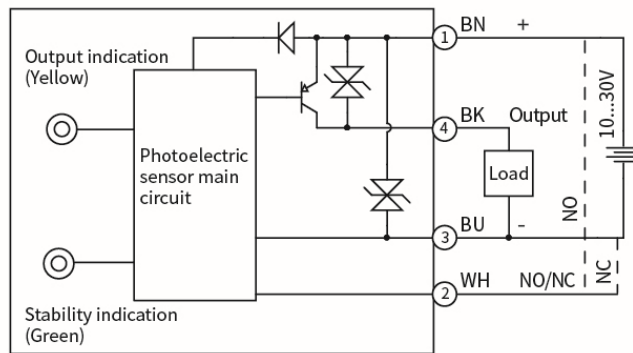 Output indication
(Yellow)
Photoelectric
sensor main
circuit
Stability indication
(Green)
1 BN +
4 BK Output
Load
10...30V
NO
3 BU -
NC
2 WH NO/NC